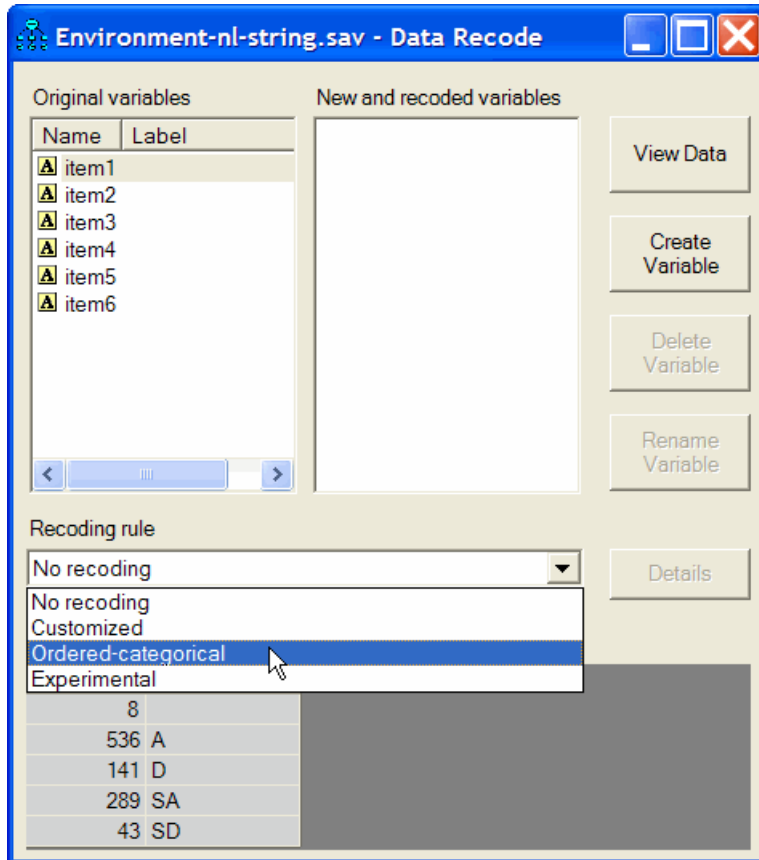 Environment-nl-string.sav - Data Recode
Original variables
New and recoded variables
Name Label
A item1
A item2
A item3
A item4
A item5
A item6
View Data
Create
Variable
Delete
Variable
Rename
Variable
Recoding rule
No recoding
Details
No recoding
Customized
Ordered-categorical
Experimental
8
536 A
141 D
289 SA
43 SD